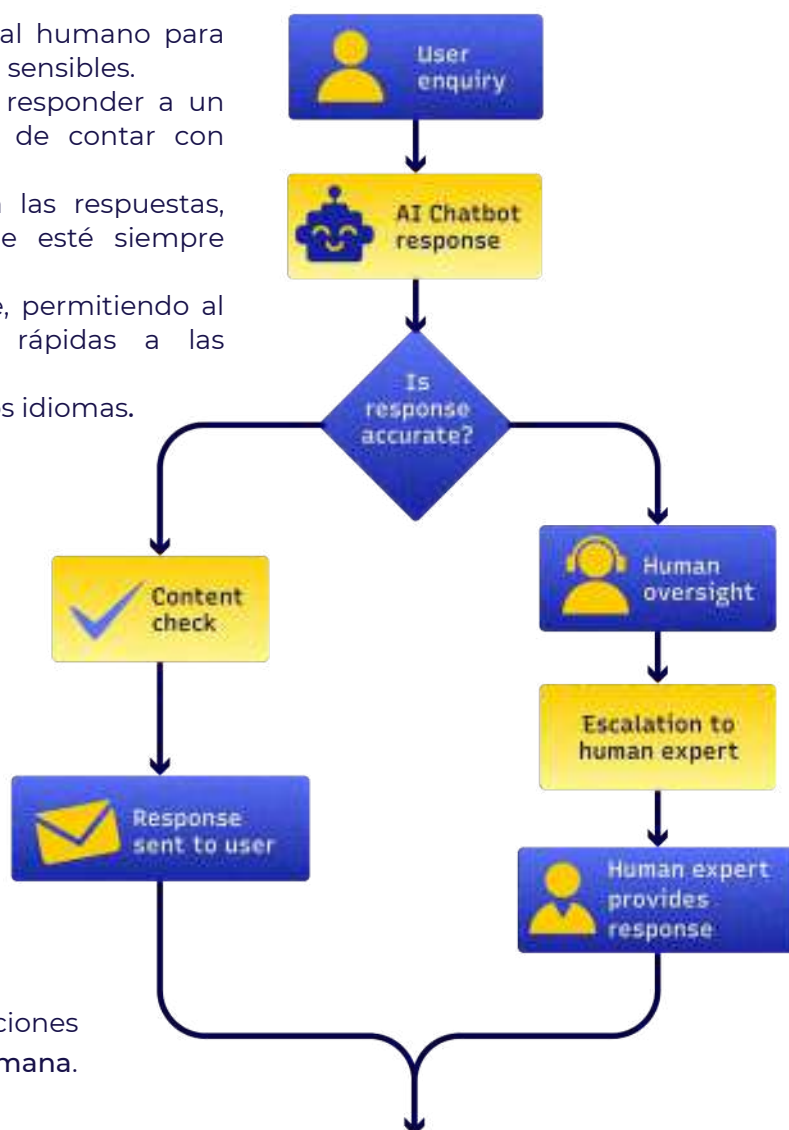 al humano para
sensibles.
responder a un
de contar con
las respuestas,
e esté siempre
, permitiendo al
rápidas a las
s idiomas.
User
enquiry
AI Chatbot
response
Is
response
accurate?
Content
check
Response
sent to user
Human
oversight
Escalation to
human expert
Human expert
provides
response
ciones
mana.